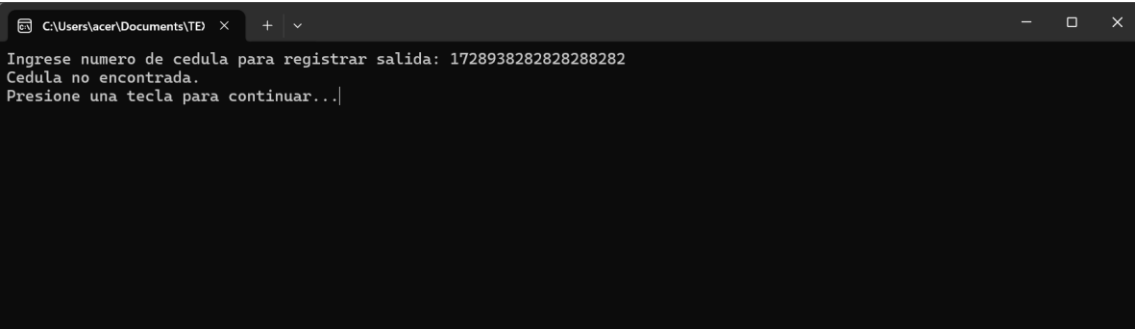 C:\Users\acer\Documents\TE)
Ingrese numero de cedula para registrar salida: 1728938282828288282
Cedula no encontrada.
Presione una tecla para continuar...